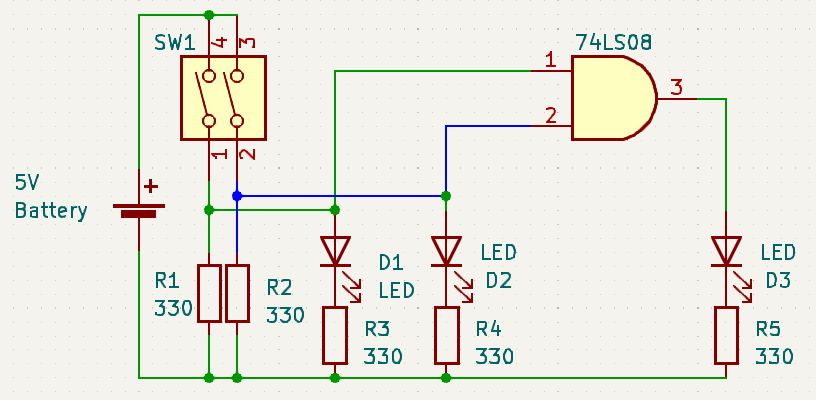 SW1
4
3
74LS08
1
2
3
1
2
5V
Battery
+
R1
330
R2
330
D1
LED
LED
D2
LED
D3
R3
330
R4
330
R5
330